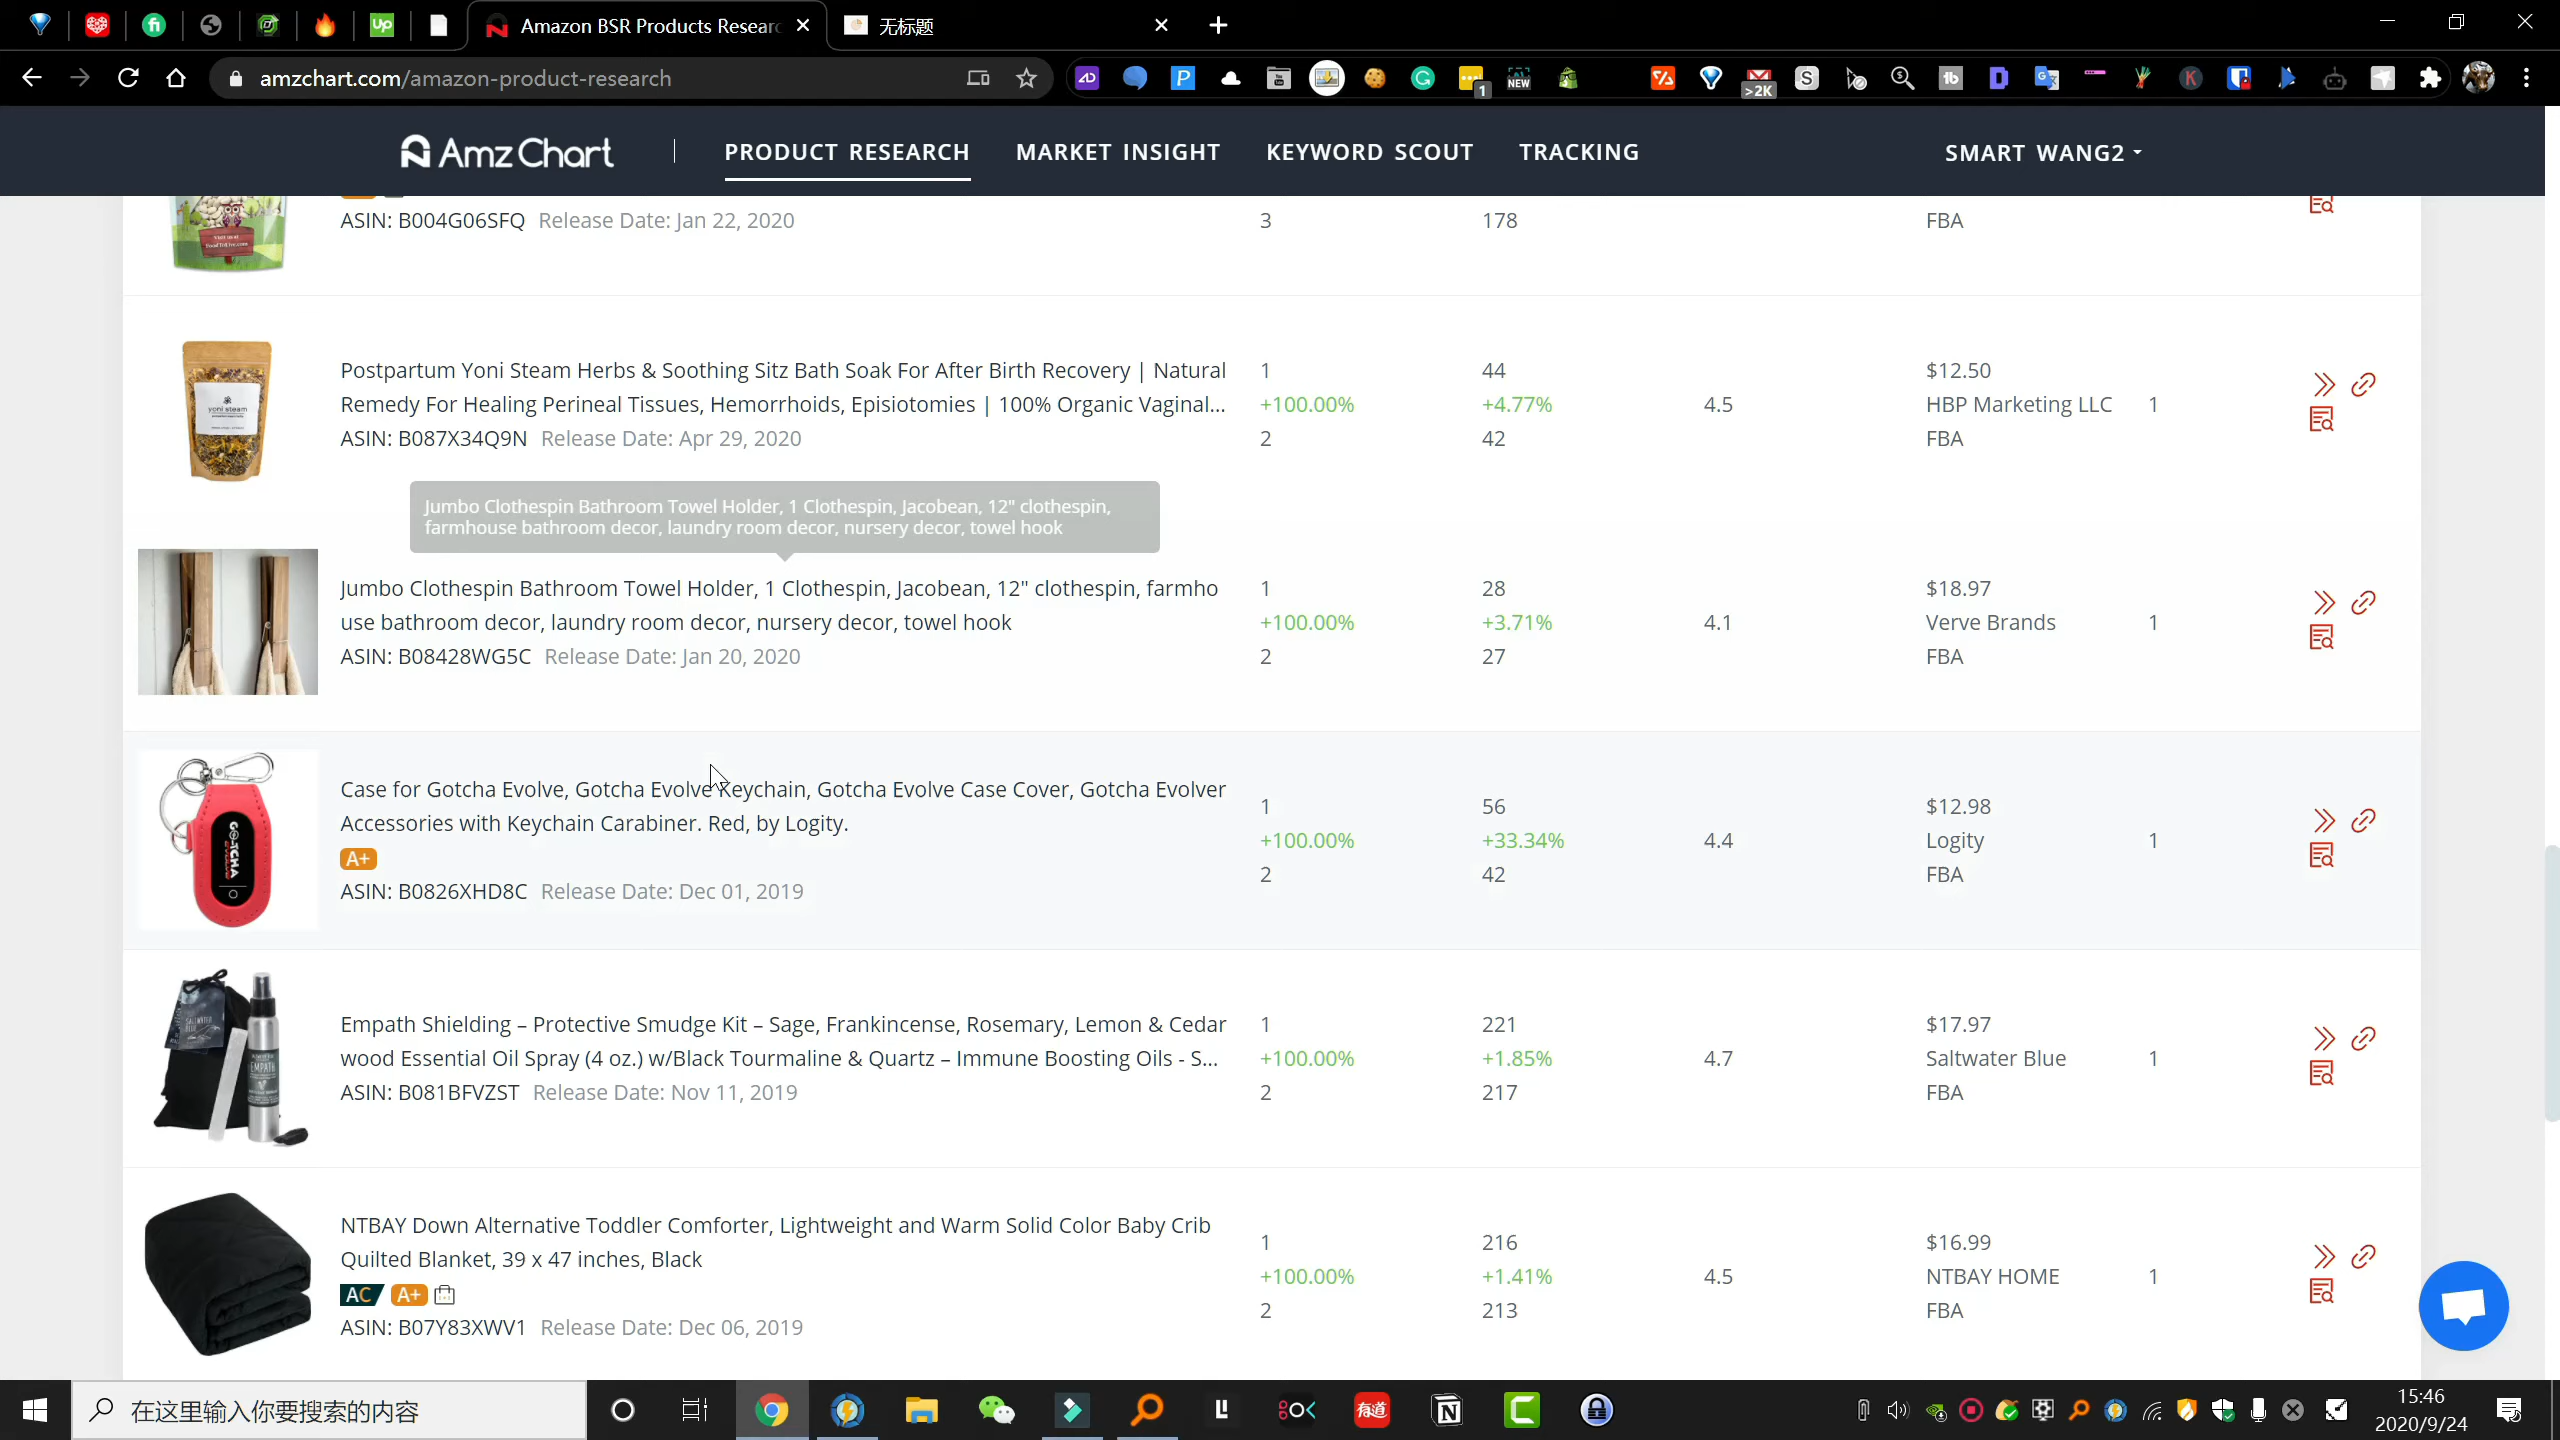 Amazon BSR Products Researc
无标题
amzchart.com/amazon-product-research
1
NEW
>2K
Amz Chart
PRODUCT RESEARCH
MARKET INSIGHT
KEYWORD SCOUT
TRACKING
SMART WANG2
ASIN: B004G06SFQ Release Date: Jan 22, 2020
3
178
FBA
yoni steam
Postpartum Yoni Steam Herbs & Soothing Sitz Bath Soak For After Birth Recovery | Natural
Remedy For Healing Perineal Tissues, Hemorrhoids, Episiotomies | 100% Organic Vaginal...
ASIN: B087X34Q9N Release Date: Apr 29, 2020
1
+100.00%
2
44
+4.77%
42
4.5
$12.50
HBP Marketing LLC
FBA
1
Jumbo Clothespin Bathroom Towel Holder, 1 Clothespin, Jacobean, 12" clothespin,
farmhouse bathroom decor, laundry room decor, nursery decor, towel hook
Jumbo Clothespin Bathroom Towel Holder, 1 Clothespin, Jacobean, 12" clothespin, farmho
use bathroom decor, laundry room decor, nursery decor, towel hook
ASIN: B08428WG5C Release Date: Jan 20, 2020
1
+100.00%
2
28
+3.71%
27
4.1
$18.97
Verve Brands
FBA
1
GOTCHA
Case for Gotcha Evolve, Gotcha Evolve Keychain, Gotcha Evolve Case Cover, Gotcha Evolver
Accessories with Keychain Carabiner. Red, by Logity.
A+
ASIN: B0826XHD8C Release Date: Dec 01, 2019
1
+100.00%
2
56
+33.34%
42
4.4
$12.98
Logity
FBA
1
EMPATH
Empath Shielding – Protective Smudge Kit – Sage, Frankincense, Rosemary, Lemon & Cedar
wood Essential Oil Spray (4 oz.) w/Black Tourmaline & Quartz – Immune Boosting Oils - S...
ASIN: B081BFVZST Release Date: Nov 11, 2019
1
+100.00%
2
221
+1.85%
217
4.7
$17.97
Saltwater Blue
FBA
1
NTBAY Down Alternative Toddler Comforter, Lightweight and Warm Solid Color Baby Crib
Quilted Blanket, 39 x 47 inches, Black
AC A+
ASIN: B07Y83XWV1 Release Date: Dec 06, 2019
1
+100.00%
2
216
+1.41%
213
4.5
$16.99
NTBAY HOME
FBA
1
在这里输入你要搜索的内容
有道
15:46
2020/9/24